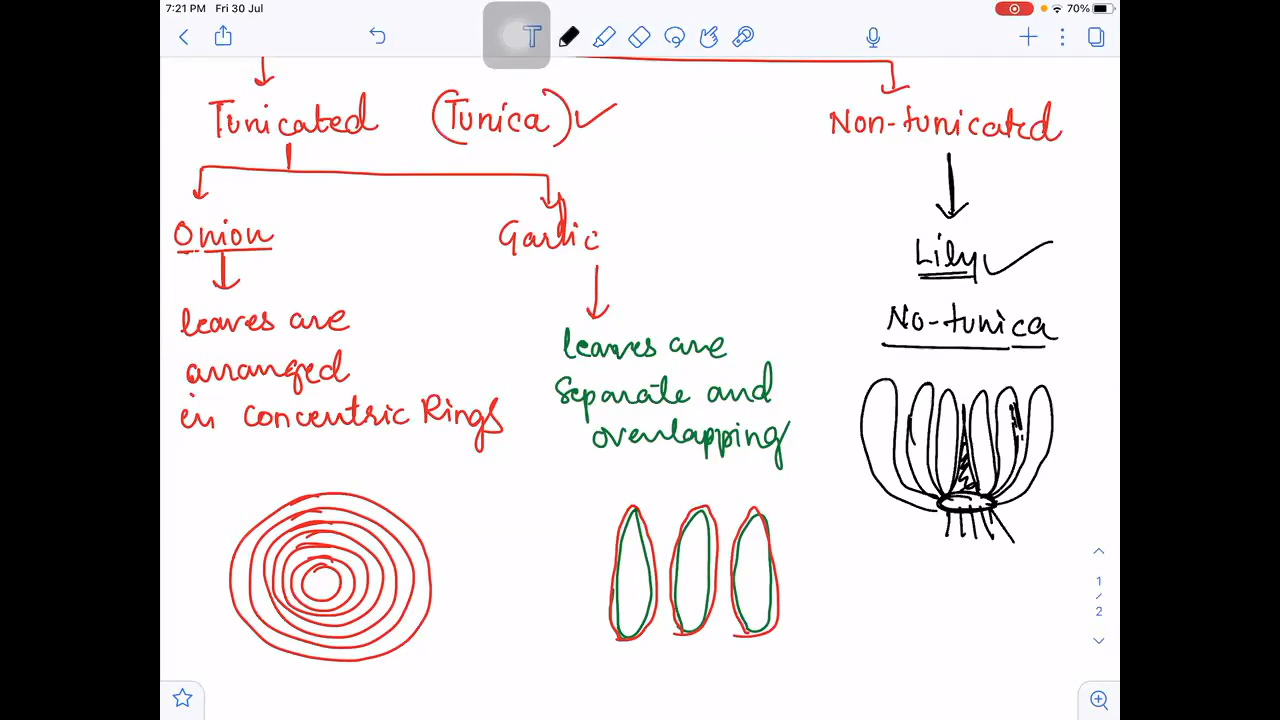 7:21 PM Fri 30 Jul
70%
T
Tunicated (Tunica)
Non-tunicated
Onion
Garlic
Lily
No-tunica
leaves are
arranged
in concentric Rings
leaves are
Separate and
overlapping
1
2